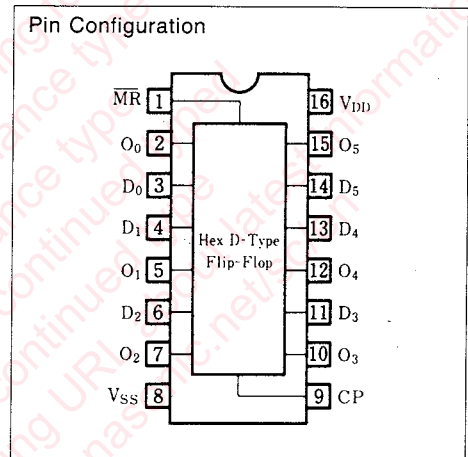 Pin Configuration
M̅R̅ 1
16 VDD
O₀ 2
15 O₅
D₀ 3
14 D₅
D₁ 4
13 D₄
Hex D-Type
Flip-Flop
O₁ 5
12 O₄
D₂ 6
11 D₃
O₂ 7
10 O₃
VSS 8
9 CP